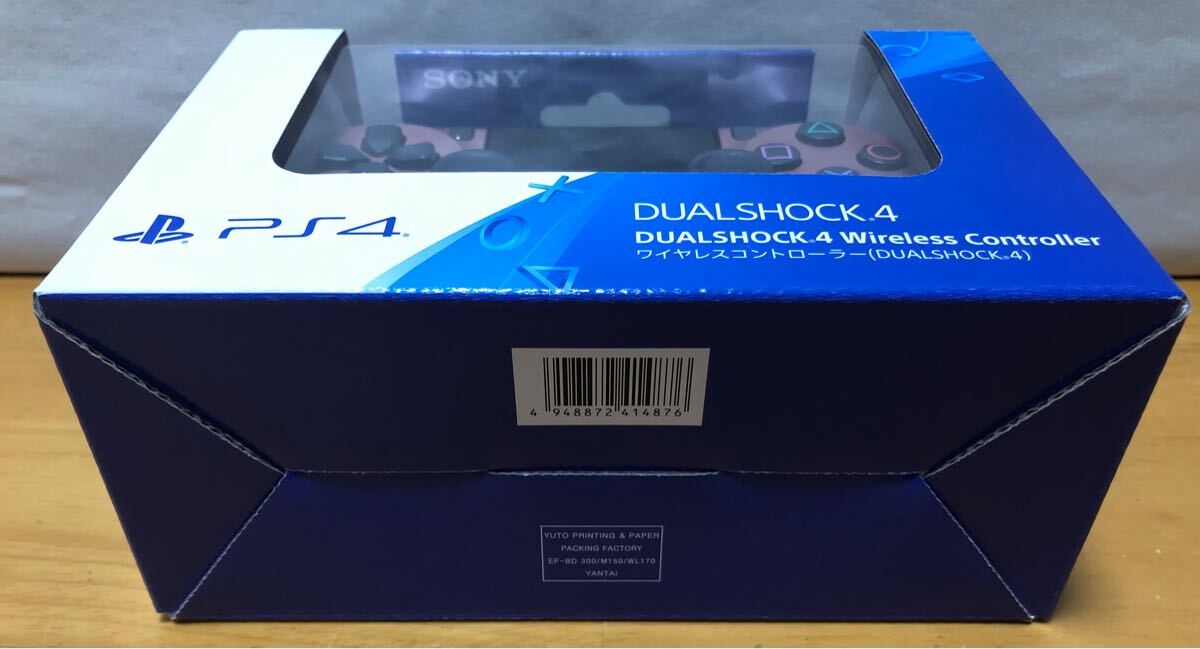 SONY
PS4
DUALSHOCK®4
DUALSHOCK®4 Wireless Controller
ワイヤレスコントローラー(DUALSHOCK®4)
4 948872 414876
YUTO PRINTING & PAPER
PACKING FACTORY
EF-BD 300/M150/WL170
YANTAI